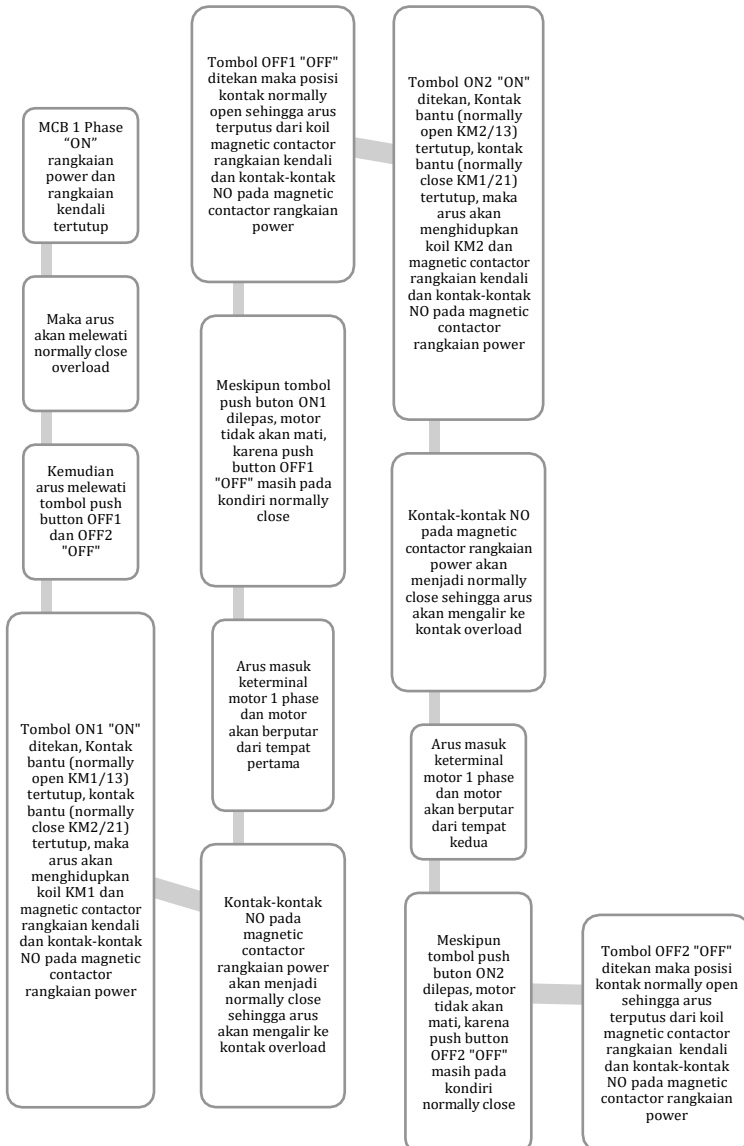 MCB 1 Phase
“ON”
rangkaian
power dan
rangkaian
kendali
tertutup
Maka arus
akan melewati
normally close
overload
Kemudian
arus melewati
tombol push
button OFF1
dan OFF2
"OFF"
Tombol ON1 "ON"
ditekan, Kontak
bantu (normally
open KM1/13)
tertutup, kontak
bantu (normally
close KM2/21)
tertutup, maka
arus akan
menghidupkan
koil KM1 dan
magnetic contactor
rangkaian kendali
dan kontak-kontak
NO pada magnetic
contactor
rangkaian power
Kontak-kontak
NO pada
magnetic
contactor
rangkaian power
akan menjadi
normally close
sehingga arus
akan mengalir ke
kontak overload
Arus masuk
keterminal
motor 1 phase
dan motor
akan berputar
dari tempat
pertama
Meskipun tombol
push buton ON1
dilepas, motor
tidak akan mati,
karena push
button OFF1
"OFF" masih pada
kondiri normally
close
Tombol OFF1 "OFF"
ditekan maka posisi
kontak normally
open sehingga arus
terputus dari koil
magnetic contactor
rangkaian kendali
dan kontak-kontak
NO pada magnetic
contactor rangkaian
power
Tombol ON2 "ON"
ditekan, Kontak
bantu (normally
open KM2/13)
tertutup, kontak
bantu (normally
close KM1/21)
tertutup, maka
arus akan
menghidupkan
koil KM2 dan
magnetic contactor
rangkaian kendali
dan kontak-kontak
NO pada magnetic
contactor
rangkaian power
Kontak-kontak NO
pada magnetic
contactor rangkaian
power akan
menjadi normally
close sehingga arus
akan mengalir ke
kontak overload
Arus masuk
keterminal
motor 1 phase
dan motor
akan berputar
dari tempat
kedua
Meskipun
tombol push
buton ON2
dilepas, motor
tidak akan
mati, karena
push button
OFF2 "OFF"
masih pada
kondiri
normally close
Tombol OFF2 "OFF"
ditekan maka posisi
kontak normally open
sehingga arus
terputus dari koil
magnetic contactor
rangkaian kendali
dan kontak-kontak
NO pada magnetic
contactor rangkaian
power